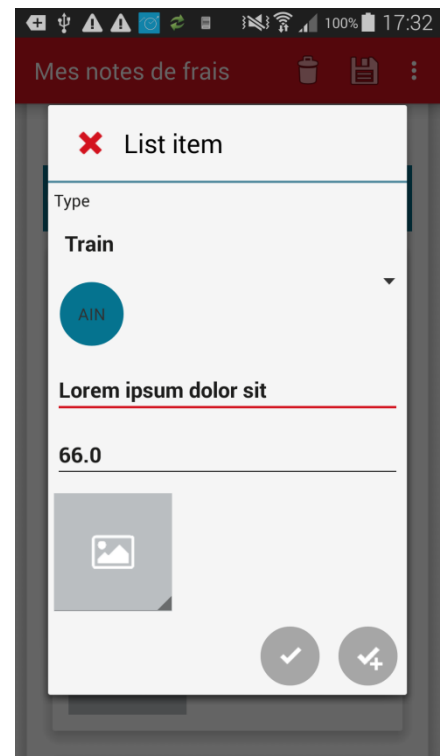 100% 17:32
Mes notes de frais
List item
Type
Train
AIN
Lorem ipsum dolor sit
66.0